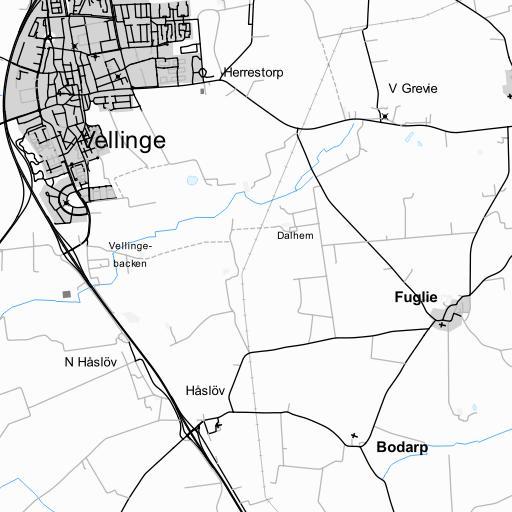 Herrestorp
V Grevie
Vellinge
Dalhem
Vellinge-
backen
Fuglie
N Håslöv
Håslöv
Bodarp